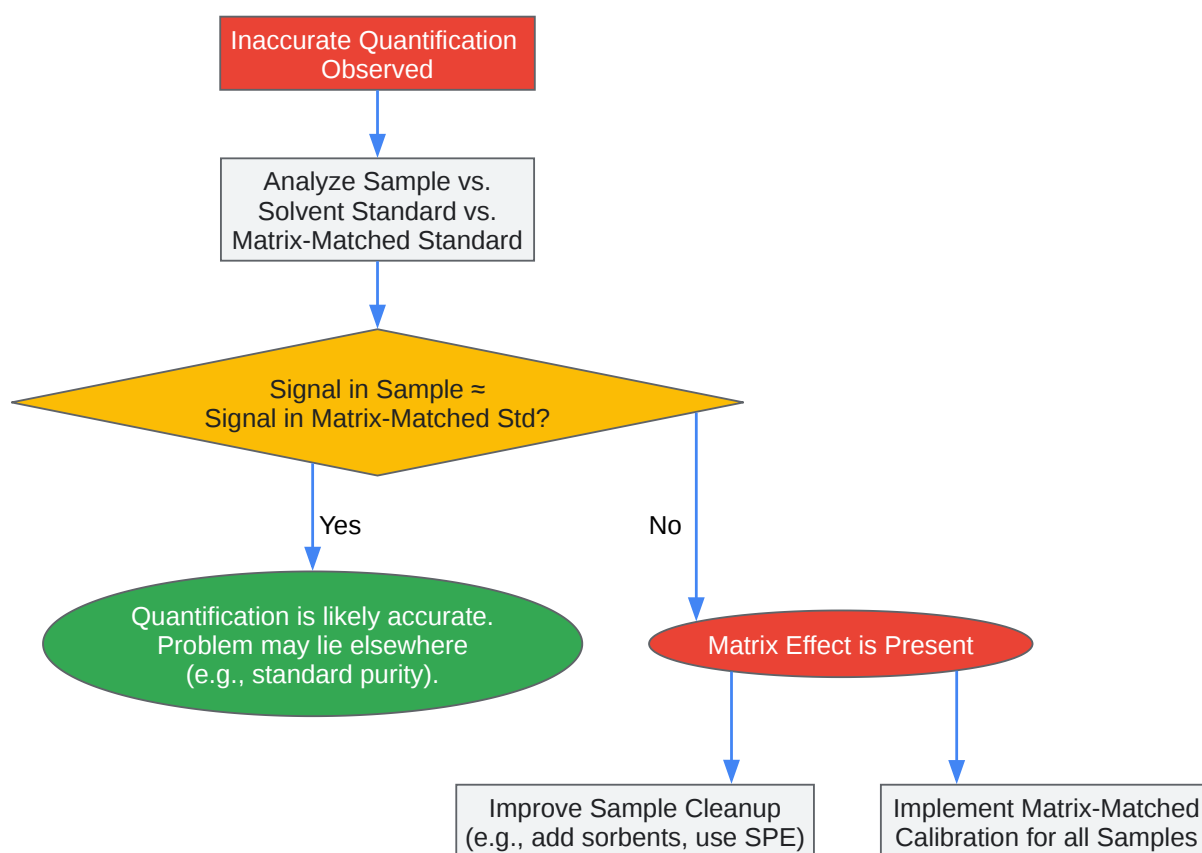 Inaccurate Quantification
Observed
Analyze Sample vs.
Solvent Standard vs.
Matrix-Matched Standard
Signal in Sample ≈
Signal in Matrix-Matched Std?
Yes
No
Quantification is likely accurate.
Problem may lie elsewhere
(e.g., standard purity).
Matrix Effect is Present
Improve Sample Cleanup
(e.g., add sorbents, use SPE)
Implement Matrix-Matched
Calibration for all Samples